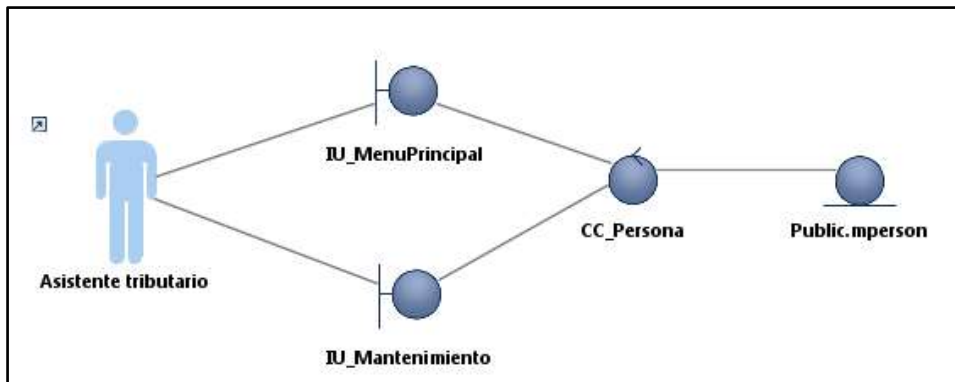 IU_MenuPrincipal
CC_Persona
Public.mperson
Asistente tributario
IU_Mantenimiento